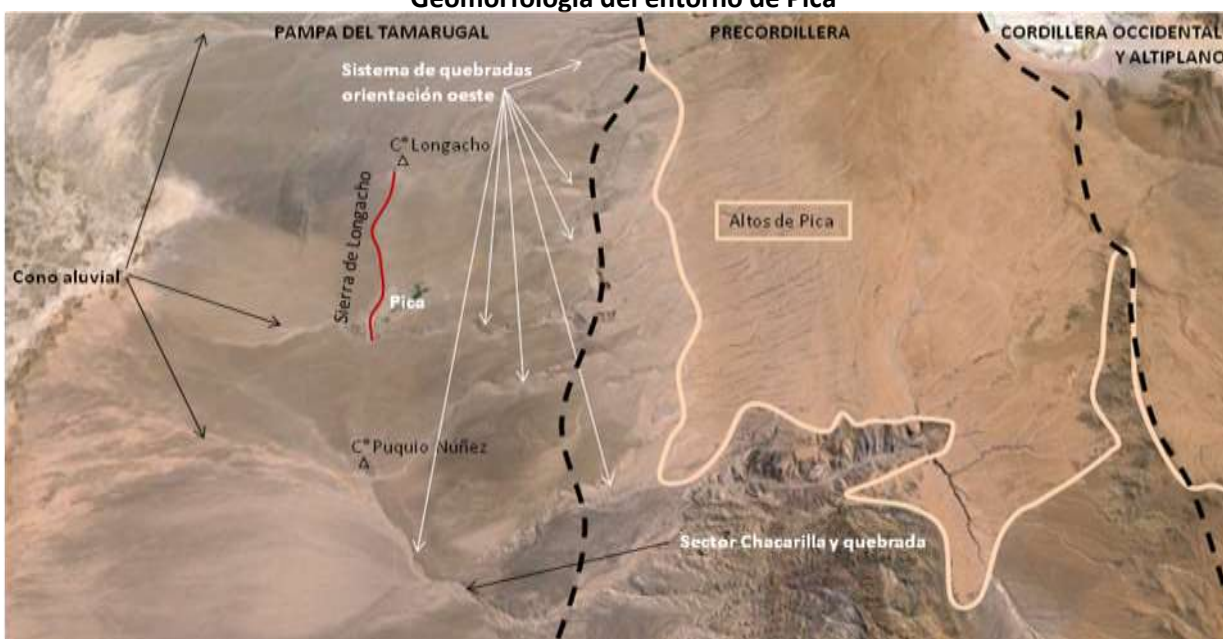 Geomorfología del entorno de Pica
PAMPA DEL TAMARUGAL
PRECORDILLERA
CORDILLERA OCCIDENTAL
Y ALTIPLANO
Sistema de quebradas
orientación oeste
C° Longacho
Sierra de Longacho
Altos de Pica
Cono aluvial
Pica
C° Puquio Núñez
Sector Chacarilla y quebrada